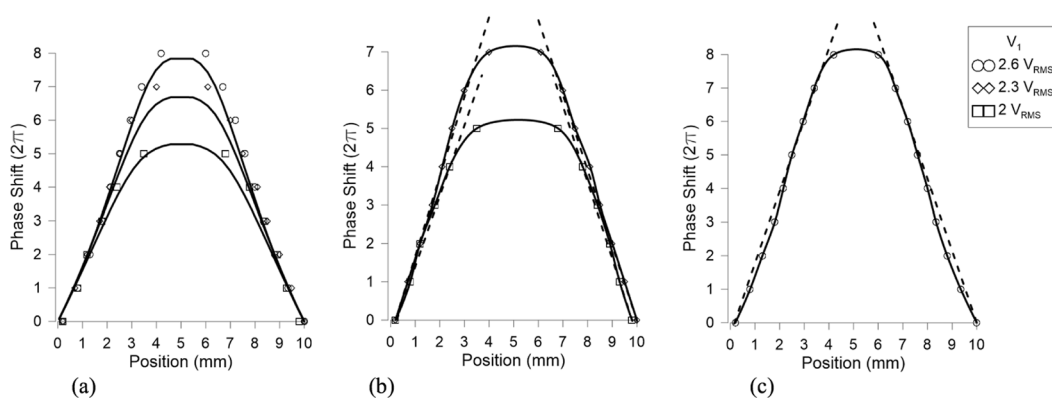 V1
2.6 VRMS
2.3 VRMS
2 VRMS
Phase Shift (2π)
8
7
6
5
4
3
2
1
0
0 1 2 3 4 5 6 7 8 9 10
Position (mm)
(a)
Phase Shift (2π)
7
6
5
4
3
2
1
0
0 1 2 3 4 5 6 7 8 9 10
Position (mm)
(b)
Phase Shift (2π)
8
7
6
5
4
3
2
1
0
0 1 2 3 4 5 6 7 8 9 10
Position (mm)
(c)